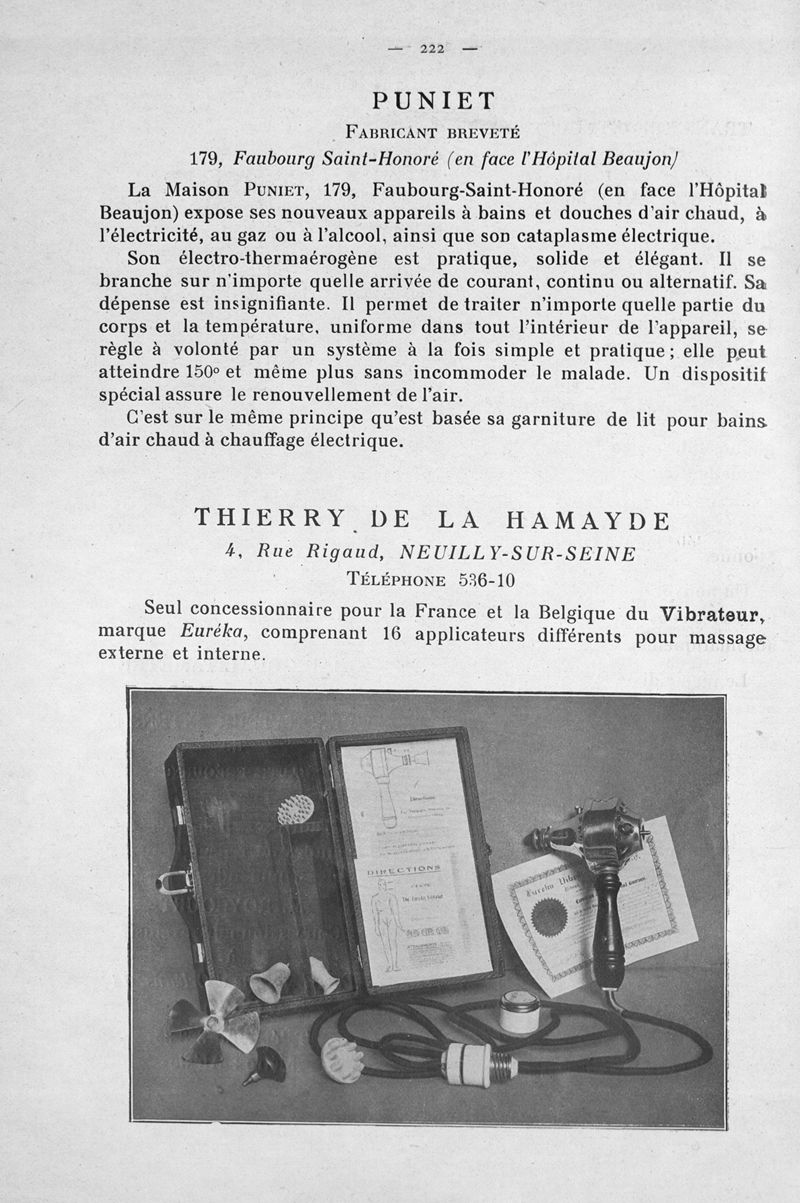 — 222 —
PUNIET
FABRICANT BREVETÉ
179, Faubourg Saint-Honoré (en face l'Hôpital Beaujon)
La Maison PUNIET, 179, Faubourg-Saint-Honoré (en face l'Hôpital
Beaujon) expose ses nouveaux appareils à bains et douches d'air chaud, à
l'électricité, au gaz ou à l'alcool, ainsi que son cataplasme électrique.
Son électro-thermaérogène est pratique, solide et élégant. Il se
branche sur n'importe quelle arrivée de courant, continu ou alternatif. Sa
dépense est insignifiante. Il permet de traiter n'importe quelle partie du
corps et la température, uniforme dans tout l'intérieur de l'appareil, se
règle à volonté par un système à la fois simple et pratique ; elle peut
atteindre 150º et même plus sans incommoder le malade. Un dispositif
spécial assure le renouvellement de l'air.
C'est sur le même principe qu'est basée sa garniture de lit pour bains
d'air chaud à chauffage électrique.
THIERRY DE LA HAMAYDE
4, Rue Rigaud, NEUILLY-SUR-SEINE
TÉLÉPHONE 536-10
Seul concessionnaire pour la France et la Belgique du Vibrateur,
marque Euréka, comprenant 16 applicateurs différents pour massage
externe et interne.
Directions
DIRECTIONS
Eureka